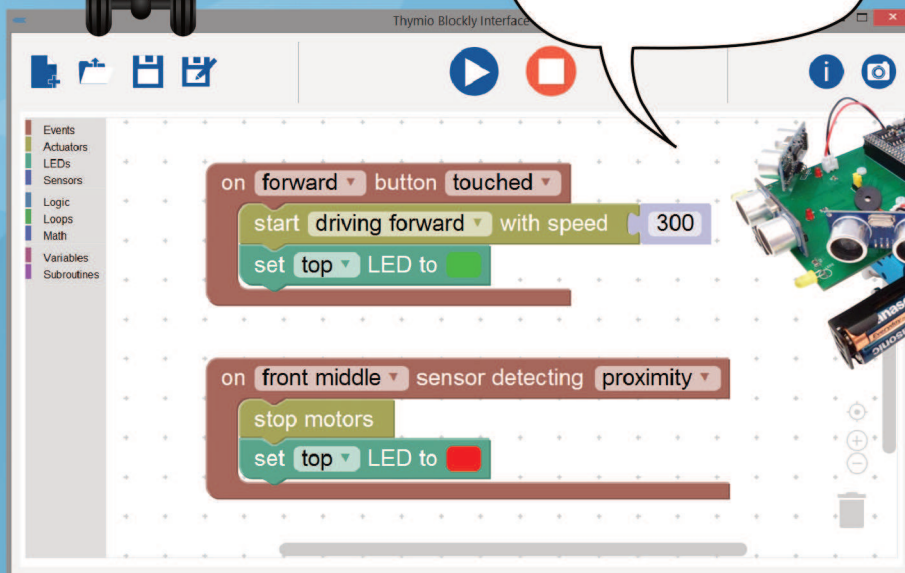 Thymio Blockly Interface
Events
Actuators
LEDs
Sensors
Logic
Loops
Math
Variables
Subroutines
on forward button touched
start driving forward with speed 300
set top LED to
on front middle sensor detecting proximity
stop motors
set top LED to